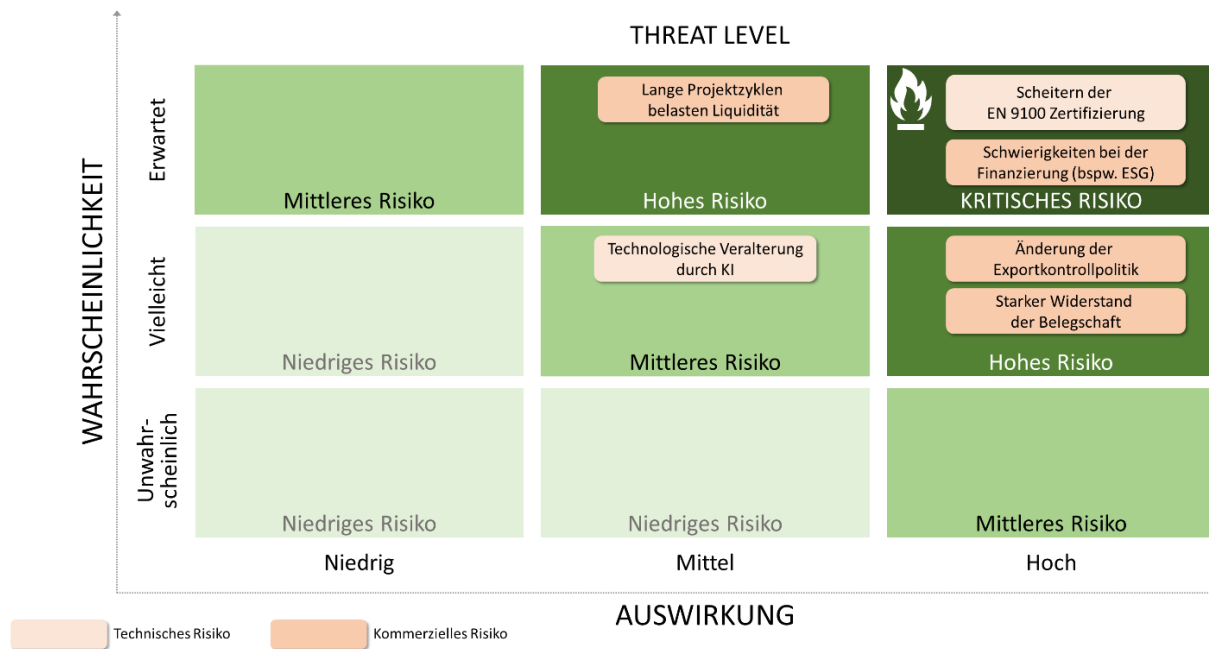 THREAT LEVEL
WAHRSCHEINLICHKEIT
Erwartet
Lange Projektzyklen
belasten Liquidität
Scheitern der
EN 9100 Zertifizierung
Schwierigkeiten bei der
Finanzierung (bspw. ESG)
Mittleres Risiko
Hohes Risiko
KRITISCHES RISIKO
Vielleicht
Technologische Veralterung
durch KI
Änderung der
Exportkontrollpolitik
Starker Widerstand
der Belegschaft
Niedriges Risiko
Mittleres Risiko
Hohes Risiko
Unwahr-
scheinlich
Niedriges Risiko
Niedriges Risiko
Mittleres Risiko
Niedrig
Mittel
Hoch
AUSWIRKUNG
Technisches Risiko
Kommerzielles Risiko